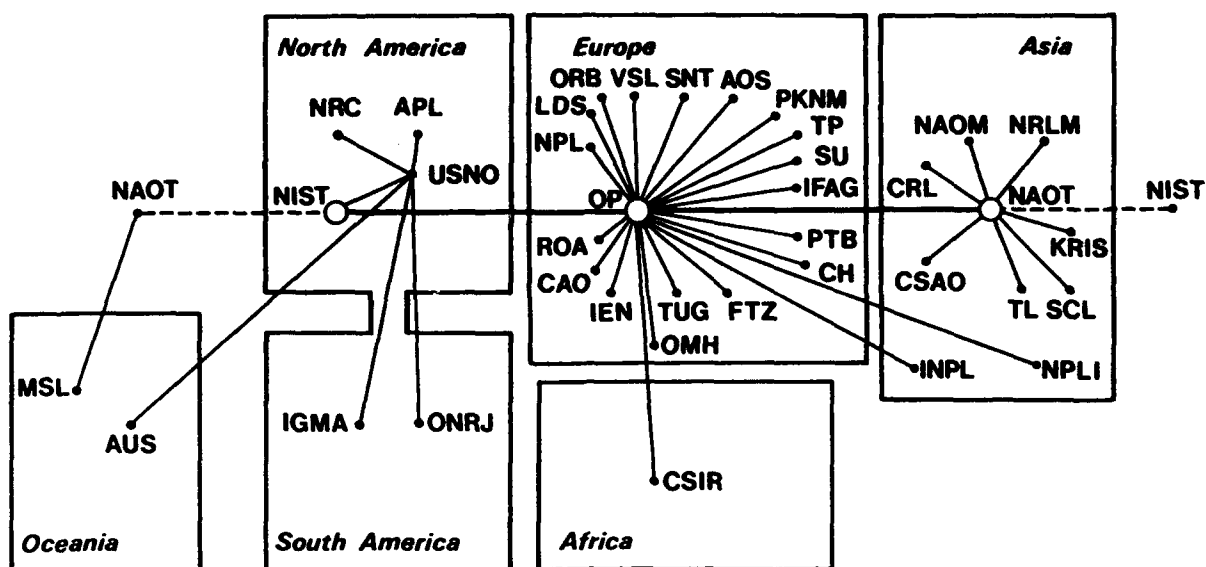 North America
Europe
Asia
ORB VSL SNT AOS
LDS
PKNM
NRC
APL
TP
NAOM
NRLM
NPL
SU
USNO
IFAG
CRL
NAOT
NIST
OP
NAOT
NIST
ROA
PTB
KRIS
CAO
CH
CSAO
IEN
TUG
FTZ
TL SCL
OMH
INPL
NPLI
MSL
AUS
IGMA
ONRJ
CSIR
Oceania
South America
Africa